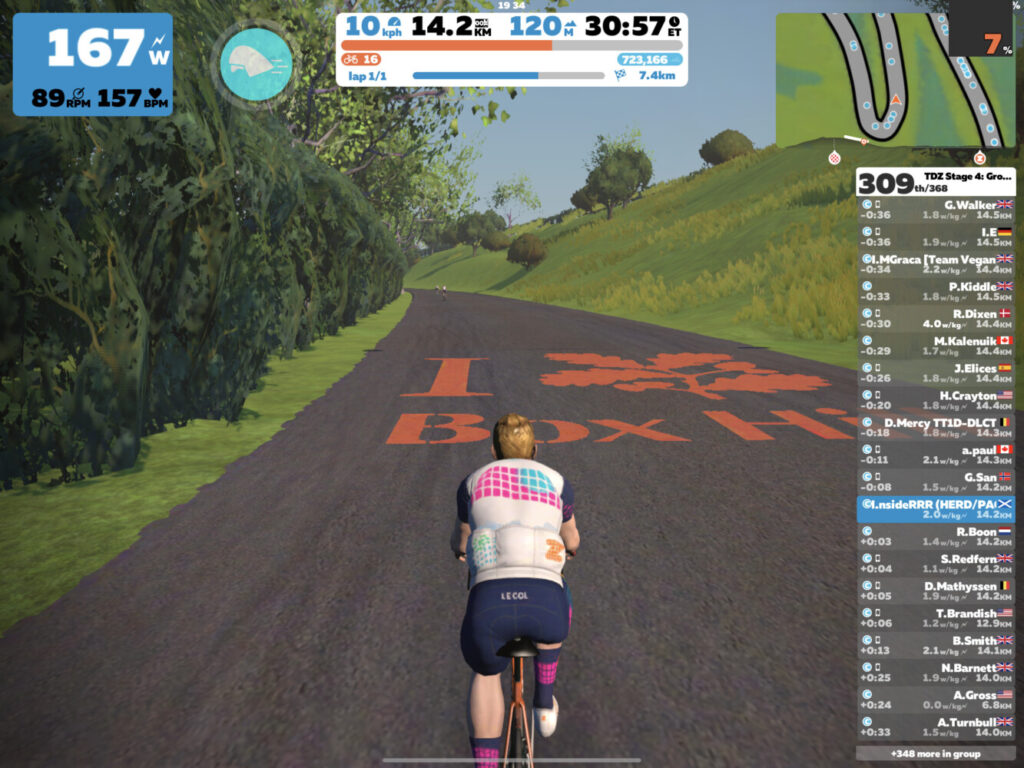 19 34
167 W
89 RPM 157 BPM
10 kph 14.2 KM 120 M 30:57 ET
16
723,166
lap 1/1
7.4km
%
7%
309th/368
TDZ Stage 4: Gro...
G.Walker
-0:36 1.8w/kg 14.5KM
I.E
-0:36 1.9w/kg 14.5KM
I.MGraca [Team Vegan
-0:34 2.2w/kg 14.4KM
P.Kiddle
-0:33 1.8w/kg 14.5KM
R.Dixen
-0:30 4.0w/kg 14.4KM
M.Kalenuik
-0:29 1.7w/kg 14.4KM
J.Elices
-0:26 1.8w/kg 14.4KM
H.Crayton
-0:20 1.8w/kg 14.4KM
D.Mercy TT1D-DLCT
-0:18 1.8w/kg 14.3KM
a.paul
-0:11 2.1w/kg 14.3KM
G.San
-0:08 1.5w/kg 14.2KM
I.nsideRRR (HERD/PAC
2.0w/kg 14.2KM
R.Boon
+0:03 1.4w/kg 14.2KM
S.Redfern
+0:04 1.1w/kg 14.2KM
D.Mathyssen
+0:05 1.9w/kg 14.2KM
T.Brandish
+0:06 1.2w/kg 12.9KM
B.Smith
+0:13 2.1w/kg 14.1KM
N.Barnett
+0:25 1.9w/kg 14.0KM
A.Gross
+0:24 0.0w/kg 6.8KM
A.Turnbull
+0:33 1.5w/kg 14.0KM
+348 more in group
I
Box Hi
LE COL